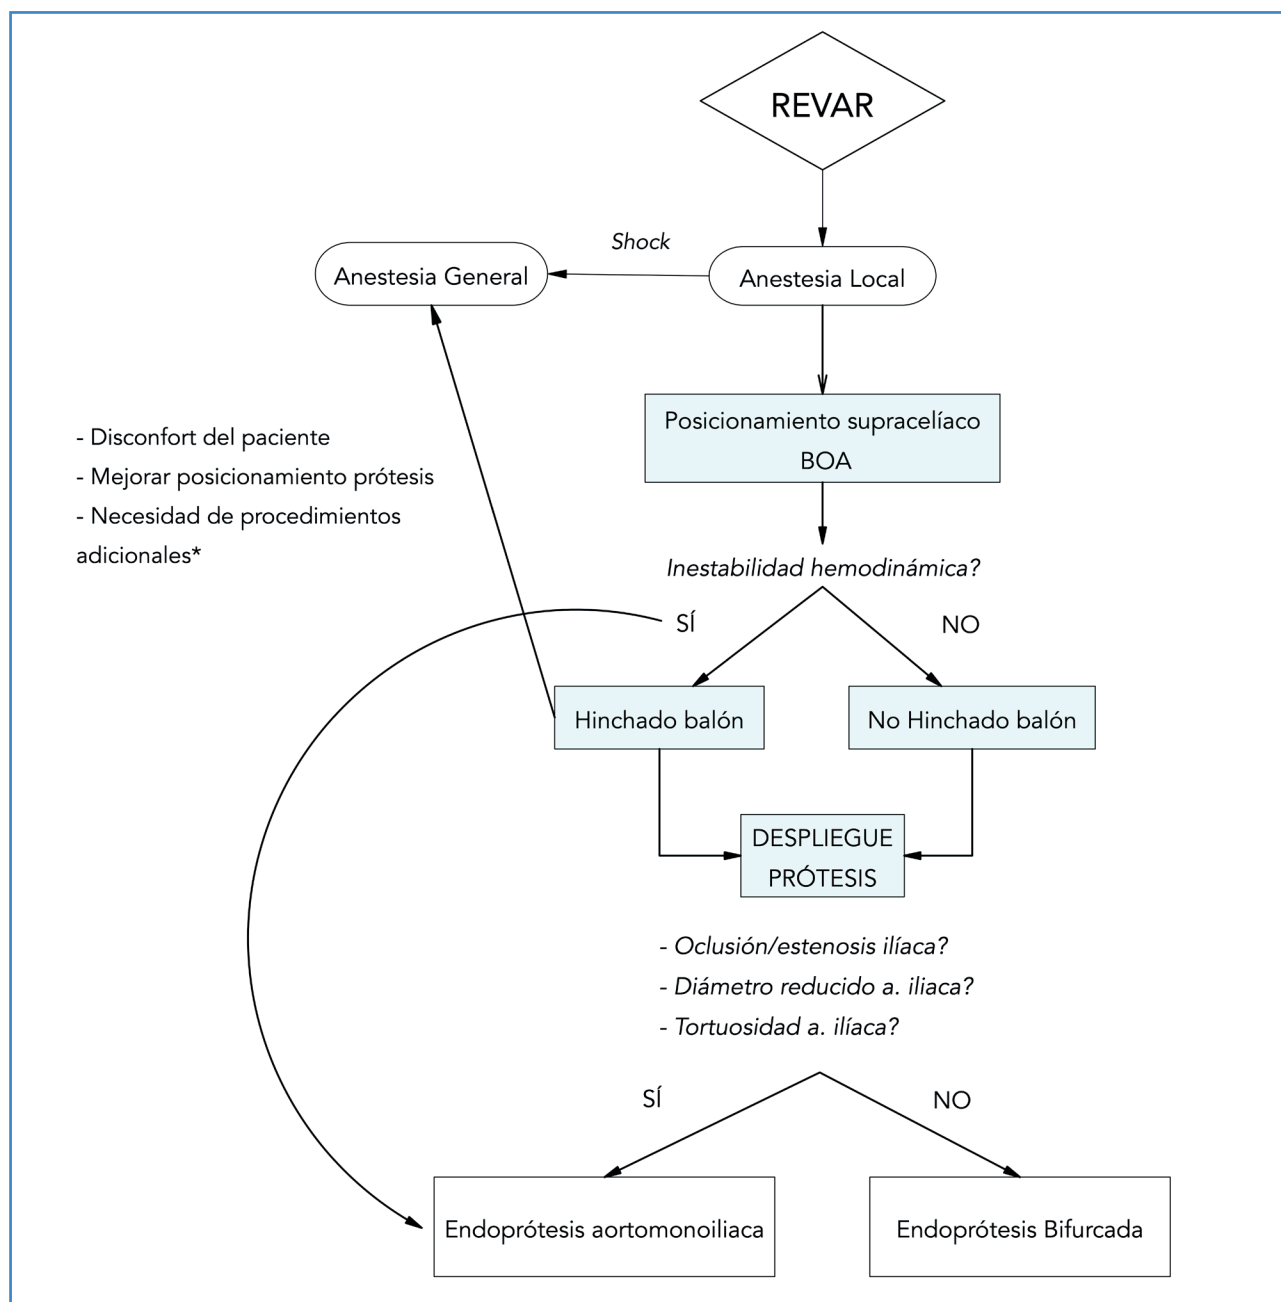 REVAR
Shock
Anestesia General
Anestesia Local
Posicionamiento supracelíaco
BOA
- Disconfort del paciente
- Mejorar posicionamiento prótesis
- Necesidad de procedimientos
adicionales*
Inestabilidad hemodinámica?
SÍ
NO
Hinchado balón
No Hinchado balón
DESPLIEGUE
PRÓTESIS
- Oclusión/estenosis ilíaca?
- Diámetro reducido a. iliaca?
- Tortuosidad a. ilíaca?
SÍ
NO
Endoprótesis aortomonoiliaca
Endoprótesis Bifurcada